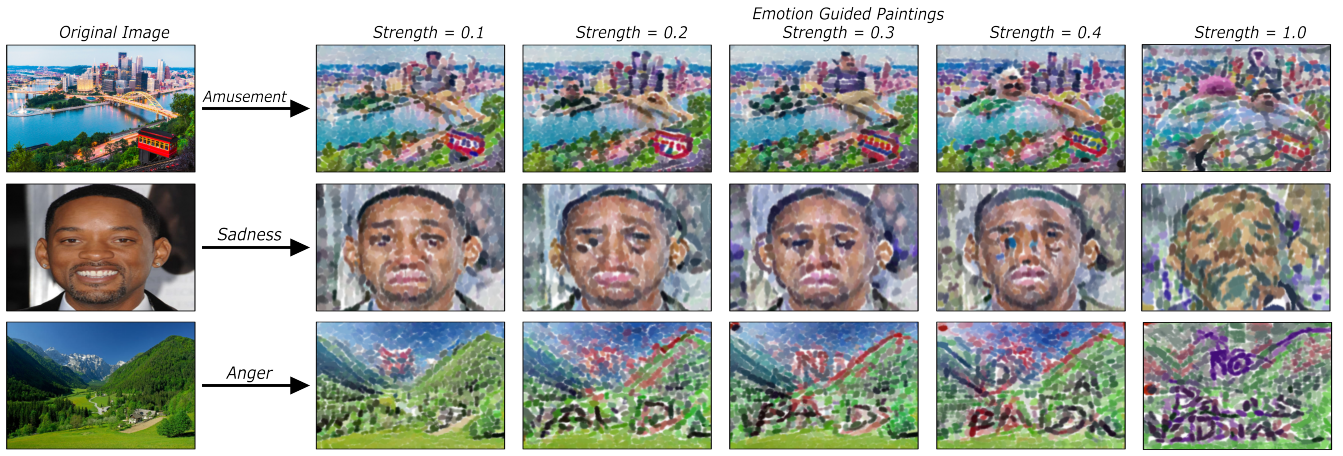 Emotion Guided Paintings
Original Image Strength = 0.1 Strength = 0.2 Strength = 0.3 Strength = 0.4 Strength = 1.0
Amusement
Sadness
Anger
No